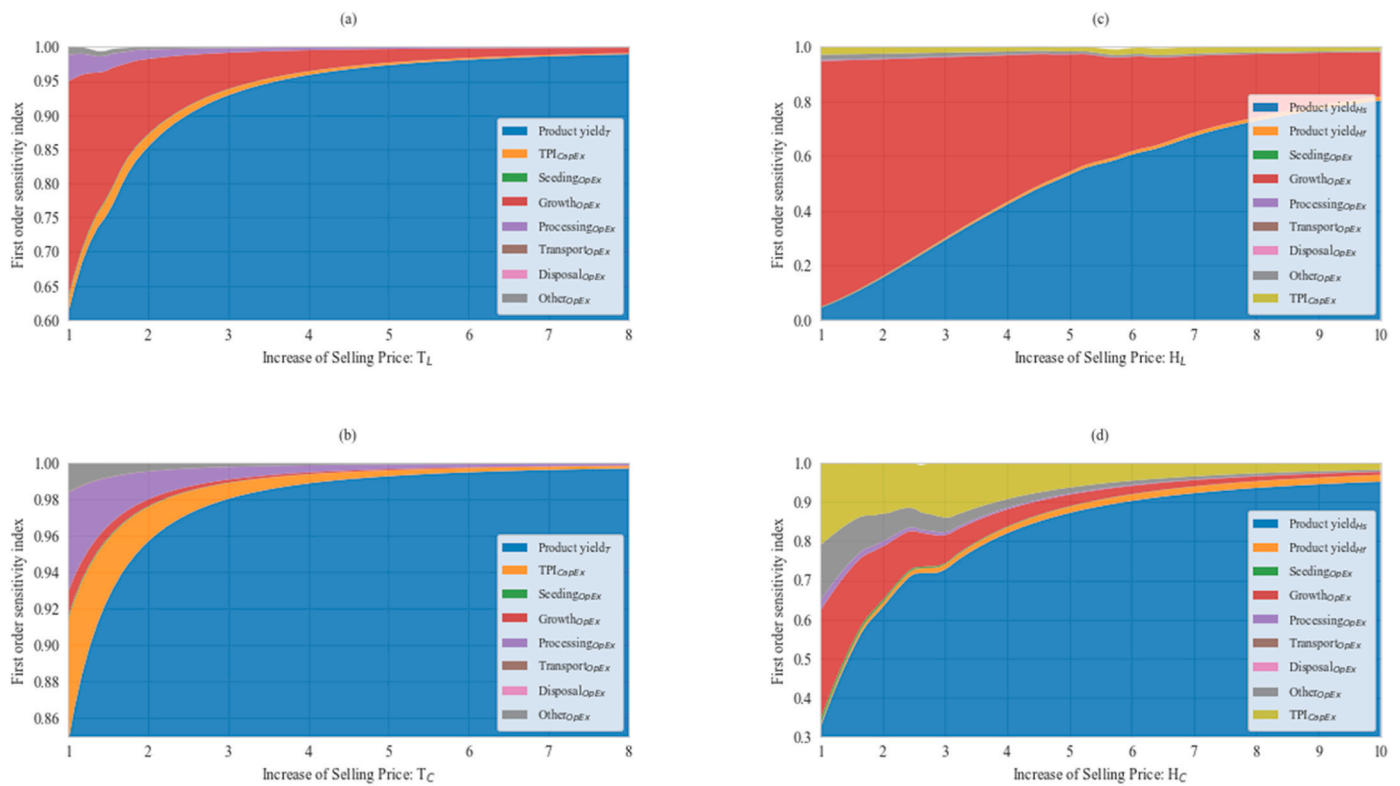 (a)
1.00
0.95
0.90
0.85
0.80
0.75
0.70
0.65
0.60
First order sensitivity index
Product yield_T
TPI_CapEx
Seeding_OpEx
Growth_OpEx
Processing_OpEx
Transport_OpEx
Disposal_OpEx
Other_OpEx
1 2 3 4 5 6 7 8
Increase of Selling Price: T_L
(c)
1.0
0.8
0.6
0.4
0.2
0.0
First order sensitivity index
Product yield_Hs
Product yield_Hf
Seeding_OpEx
Growth_OpEx
Processing_OpEx
Transport_OpEx
Disposal_OpEx
Other_OpEx
TPI_CapEx
1 2 3 4 5 6 7 8 9 10
Increase of Selling Price: H_L
(b)
1.00
0.98
0.96
0.94
0.92
0.90
0.88
0.86
First order sensitivity index
Product yield_T
TPI_CapEx
Seeding_OpEx
Growth_OpEx
Processing_OpEx
Transport_OpEx
Disposal_OpEx
Other_OpEx
1 2 3 4 5 6 7 8
Increase of Selling Price: T_C
(d)
1.0
0.9
0.8
0.7
0.6
0.5
0.4
0.3
First order sensitivity index
Product yield_Hs
Product yield_Hf
Seeding_OpEx
Growth_OpEx
Processing_OpEx
Transport_OpEx
Disposal_OpEx
Other_OpEx
TPI_CapEx
1 2 3 4 5 6 7 8 9 10
Increase of Selling Price: H_C